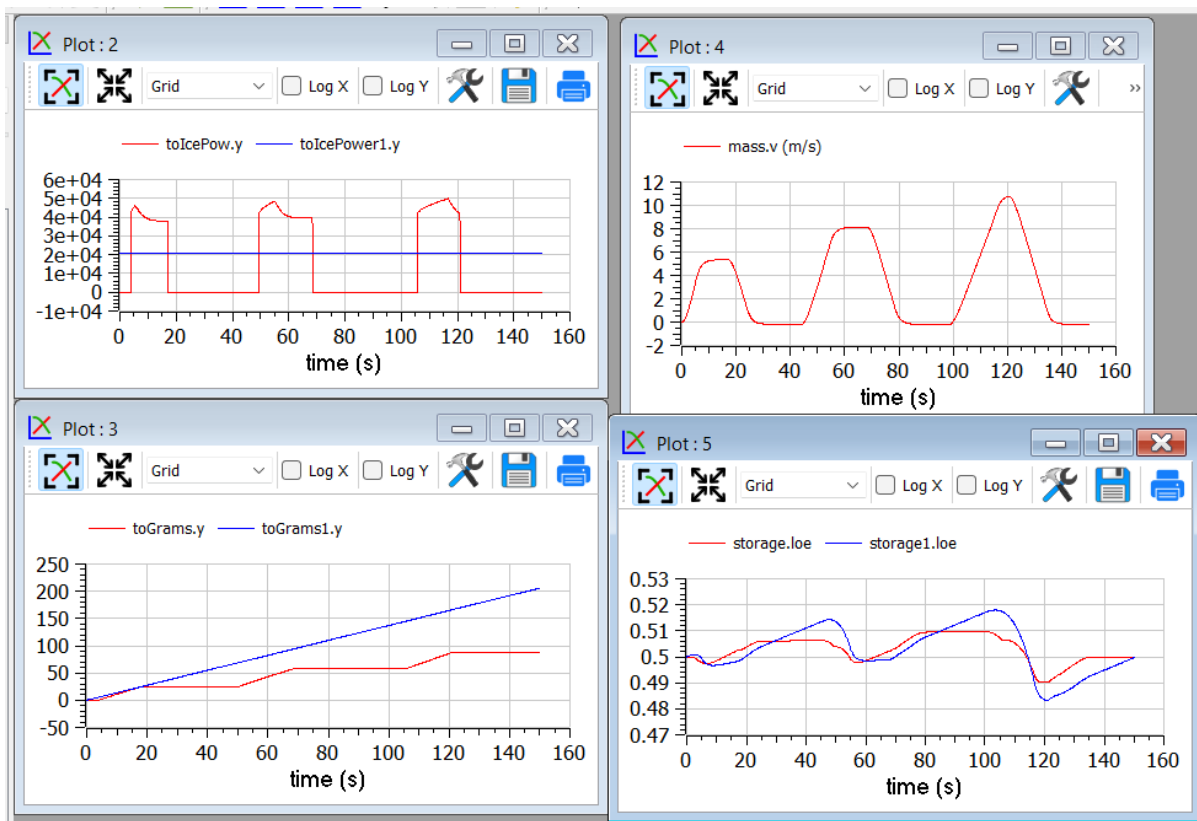 Plot : 2
Grid Log X Log Y
toIcePow.y toIcePower1.y
6e+04
5e+04
4e+04
3e+04
2e+04
1e+04
0
-1e+04
0 20 40 60 80 100 120 140 160
time (s)
Plot : 4
Grid Log X Log Y »
mass.v (m/s)
12
10
8
6
4
2
0
-2
0 20 40 60 80 100 120 140 160
time (s)
Plot : 3
Grid Log X Log Y
toGrams.y toGrams1.y
250
200
150
100
50
0
-50
0 20 40 60 80 100 120 140 160
time (s)
Plot : 5
Grid Log X Log Y
storage.loe storage1.loe
0.53
0.52
0.51
0.5
0.49
0.48
0.47
0 20 40 60 80 100 120 140 160
time (s)